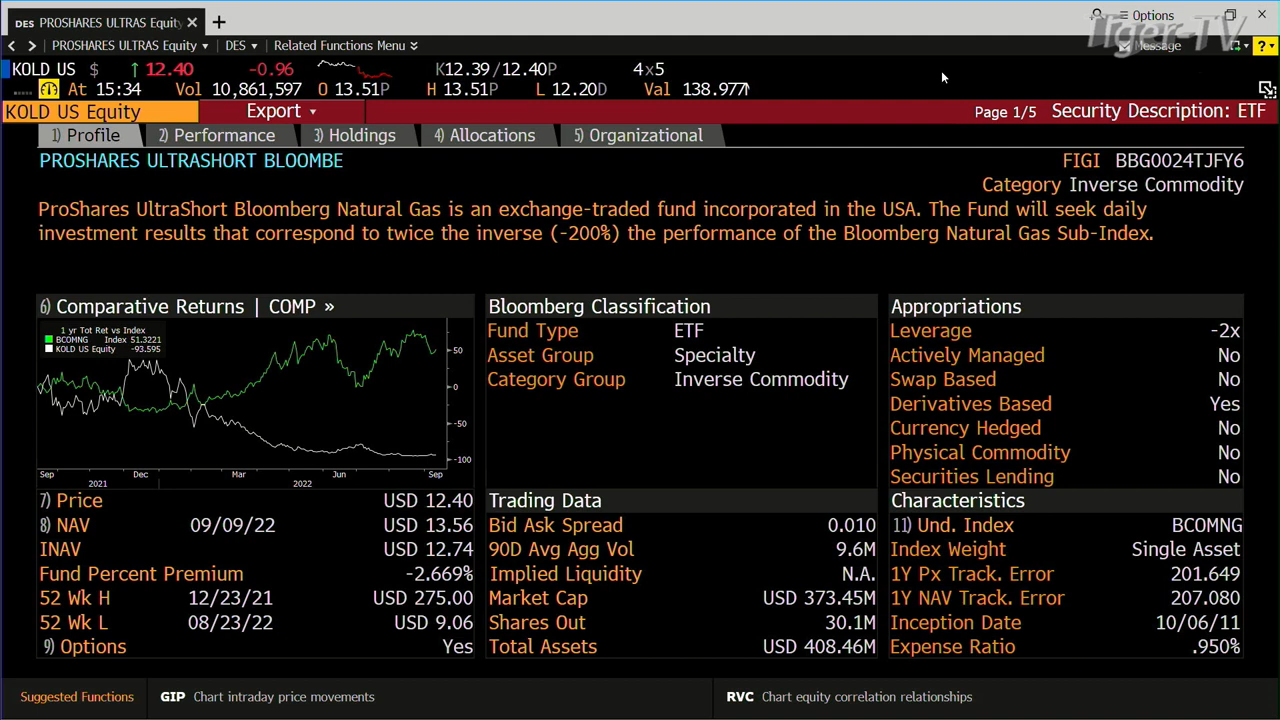 DES PROSHARES ULTRAS Equity × +
Options
Tiger-TV
< > PROSHARES ULTRAS Equity ▾ DES ▾ Related Functions Menu
Message
?
KOLD US $ ↑ 12.40 -0.96 K12.39/12.40P 4x5
At 15:34 Vol 10,861,597 O 13.51P H 13.51P L 12.20D Val 138.977M
KOLD US Equity Export ▾ Page 1/5 Security Description: ETF
1) Profile 2) Performance 3) Holdings 4) Allocations 5) Organizational
PROSHARES ULTRASHORT BLOOMBE FIGI BBG0024TJFY6
Category Inverse Commodity
ProShares UltraShort Bloomberg Natural Gas is an exchange-traded fund incorporated in the USA. The Fund will seek daily
investment results that correspond to twice the inverse (-200%) the performance of the Bloomberg Natural Gas Sub-Index.
6) Comparative Returns | COMP »
1 yr Tot Ret vs Index
BCOMNG Index 51.3221
KOLD US Equity -93.595
50
0
-50
-100
Sep Dec Mar Jun Sep
2021 2022
Bloomberg Classification
Fund Type ETF
Asset Group Specialty
Category Group Inverse Commodity
Appropriations
Leverage -2x
Actively Managed No
Swap Based No
Derivatives Based Yes
Currency Hedged No
Physical Commodity No
Securities Lending No
7) Price USD 12.40
8) NAV 09/09/22 USD 13.56
INAV USD 12.74
Fund Percent Premium -2.669%
52 Wk H 12/23/21 USD 275.00
52 Wk L 08/23/22 USD 9.06
9) Options Yes
Trading Data
Bid Ask Spread 0.010
90D Avg Agg Vol 9.6M
Implied Liquidity N.A.
Market Cap USD 373.45M
Shares Out 30.1M
Total Assets USD 408.46M
Characteristics
11) Und. Index BCOMNG
Index Weight Single Asset
1Y Px Track. Error 201.649
1Y NAV Track. Error 207.080
Inception Date 10/06/11
Expense Ratio .950%
Suggested Functions GIP Chart intraday price movements RVC Chart equity correlation relationships